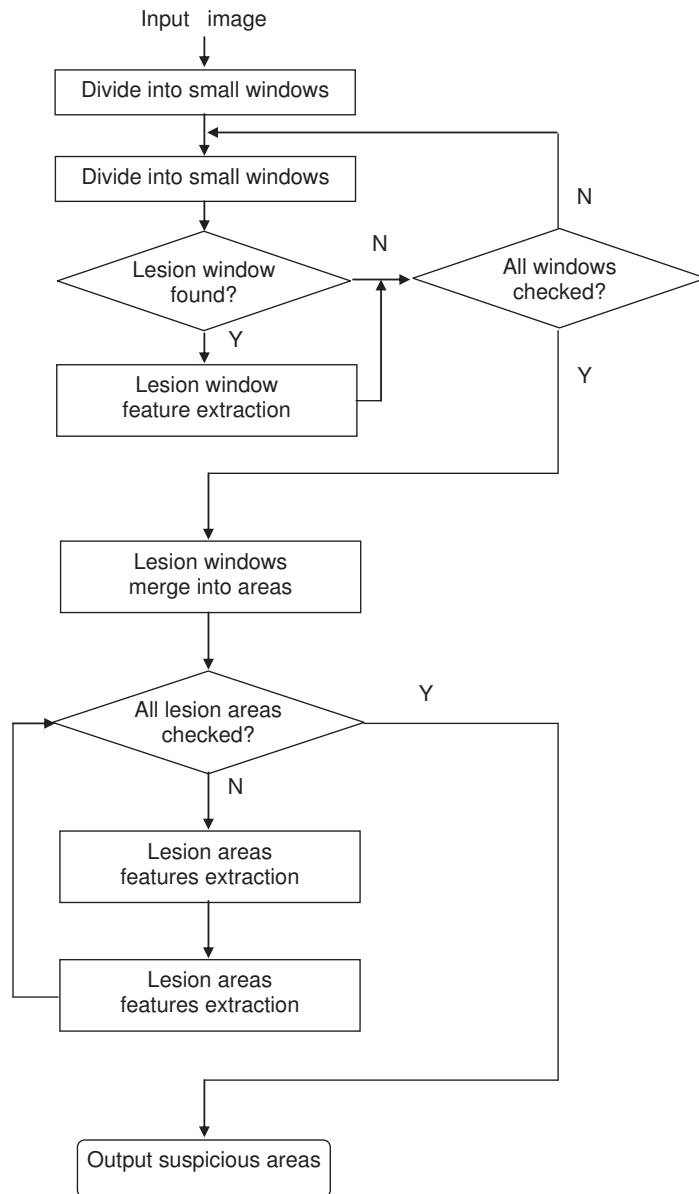 Input image
Divide into small windows
Divide into small windows
N
N
Lesion window
found?
All windows
checked?
Y
Lesion window
feature extraction
Y
Lesion windows
merge into areas
Y
All lesion areas
checked?
N
Lesion areas
features extraction
Lesion areas
features extraction
Output suspicious areas